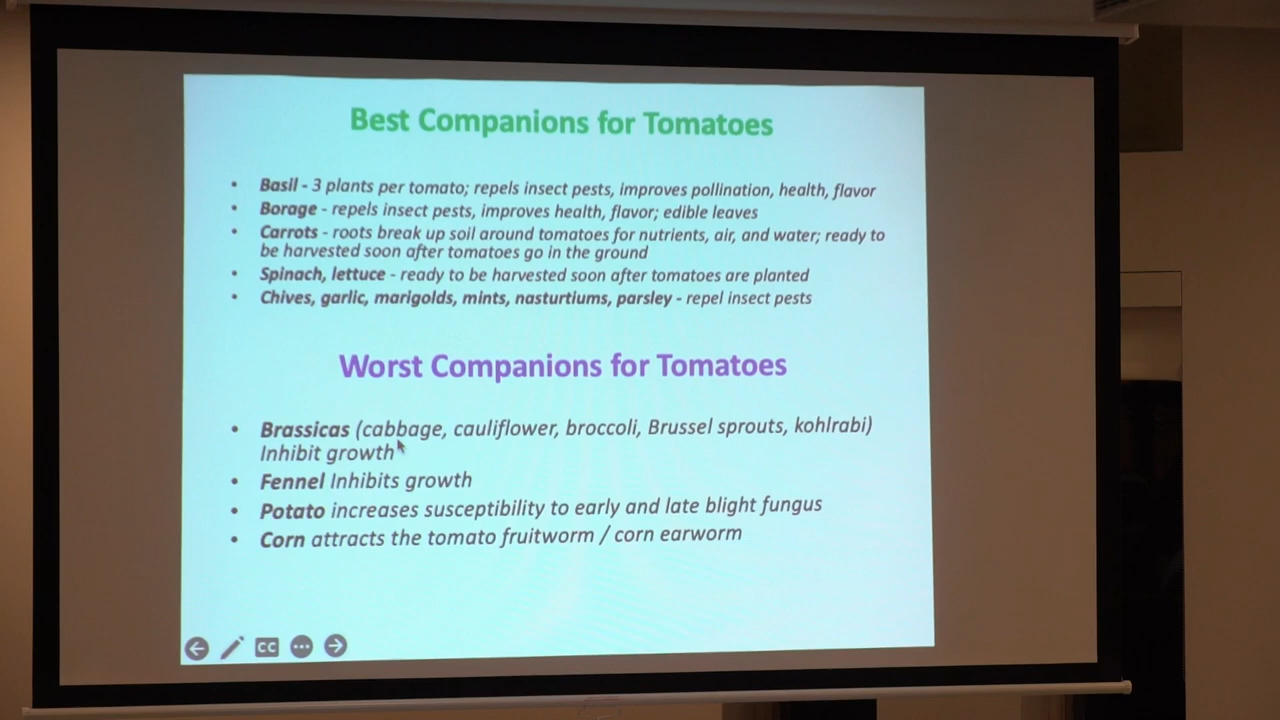 Best Companions for Tomatoes
• Basil - 3 plants per tomato; repels insect pests, improves pollination, health, flavor
• Borage - repels insect pests, improves health, flavor; edible leaves
• Carrots - roots break up soil around tomatoes for nutrients, air, and water; ready to
be harvested soon after tomatoes go in the ground
• Spinach, lettuce - ready to be harvested soon after tomatoes are planted
• Chives, garlic, marigolds, mints, nasturtiums, parsley - repel insect pests
Worst Companions for Tomatoes
• Brassicas (cabbage, cauliflower, broccoli, Brussel sprouts, kohlrabi)
Inhibit growth
• Fennel Inhibits growth
• Potato increases susceptibility to early and late blight fungus
• Corn attracts the tomato fruitworm / corn earworm
CC